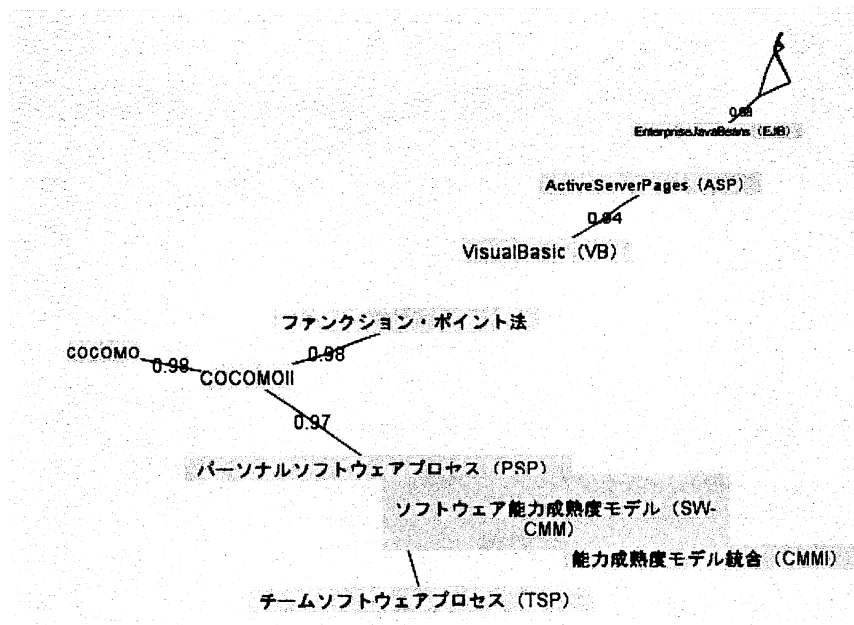 0.98
EnterpriseJavaBeans（EJB）
ActiveServerPages（ASP）
0.94
VisualBasic（VB）
ファンクション・ポイント法
COCOMO
0.98
0.98
COCOMOII
0.97
パーソナルソフトウェアプロセス（PSP）
ソフトウェア能力成熟度モデル（SW-
CMM）
能力成熟度モデル統合（CMMI）
チームソフトウェアプロセス（TSP）